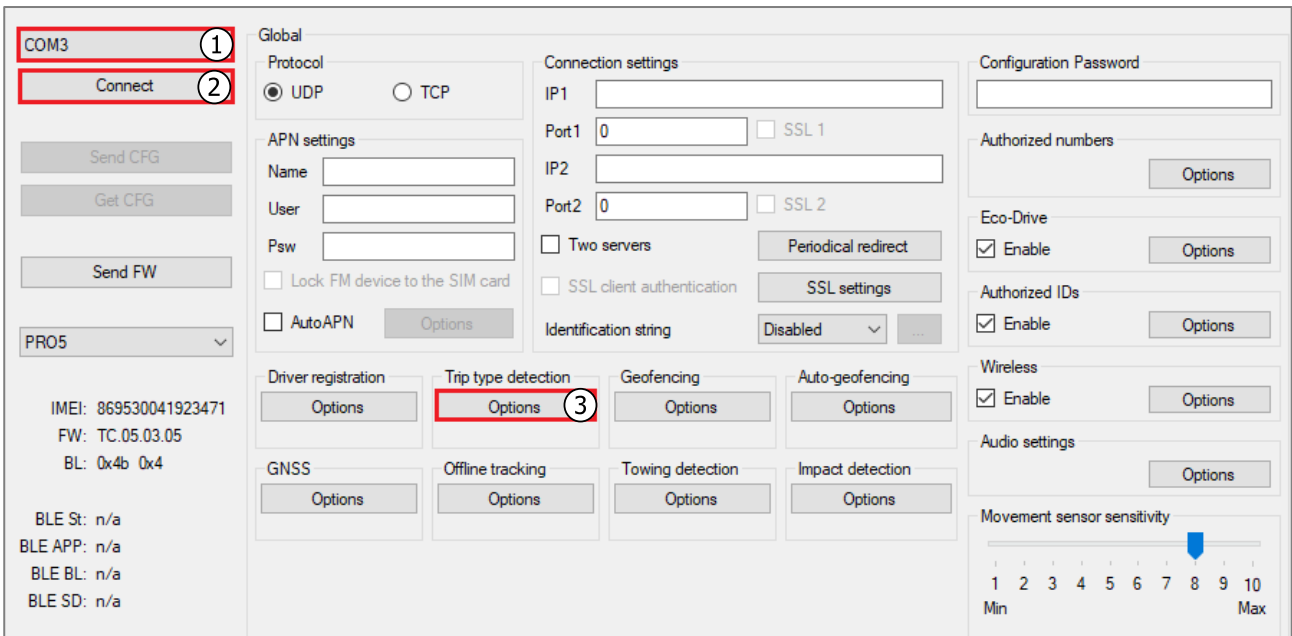 COM3
1
Connect
2
Send CFG
Get CFG
Send FW
PRO5
IMEI: 869530041923471
FW: TC.05.03.05
BL: 0x4b 0x4
BLE St: n/a
BLE APP: n/a
BLE BL: n/a
BLE SD: n/a
Global
Protocol
UDP TCP
APN settings
Name
User
Psw
Lock FM device to the SIM card
AutoAPN Options
Connection settings
IP1
Port1 0 SSL 1
IP2
Port2 0 SSL 2
Two servers Periodical redirect
SSL client authentication SSL settings
Identification string Disabled ...
Driver registration
Options
Trip type detection
Options 3
Geofencing
Options
Auto-geofencing
Options
GNSS
Options
Offline tracking
Options
Towing detection
Options
Impact detection
Options
Configuration Password
Authorized numbers
Options
Eco-Drive
Enable Options
Authorized IDs
Enable Options
Wireless
Enable Options
Audio settings
Options
Movement sensor sensitivity
1 2 3 4 5 6 7 8 9 10
Min Max